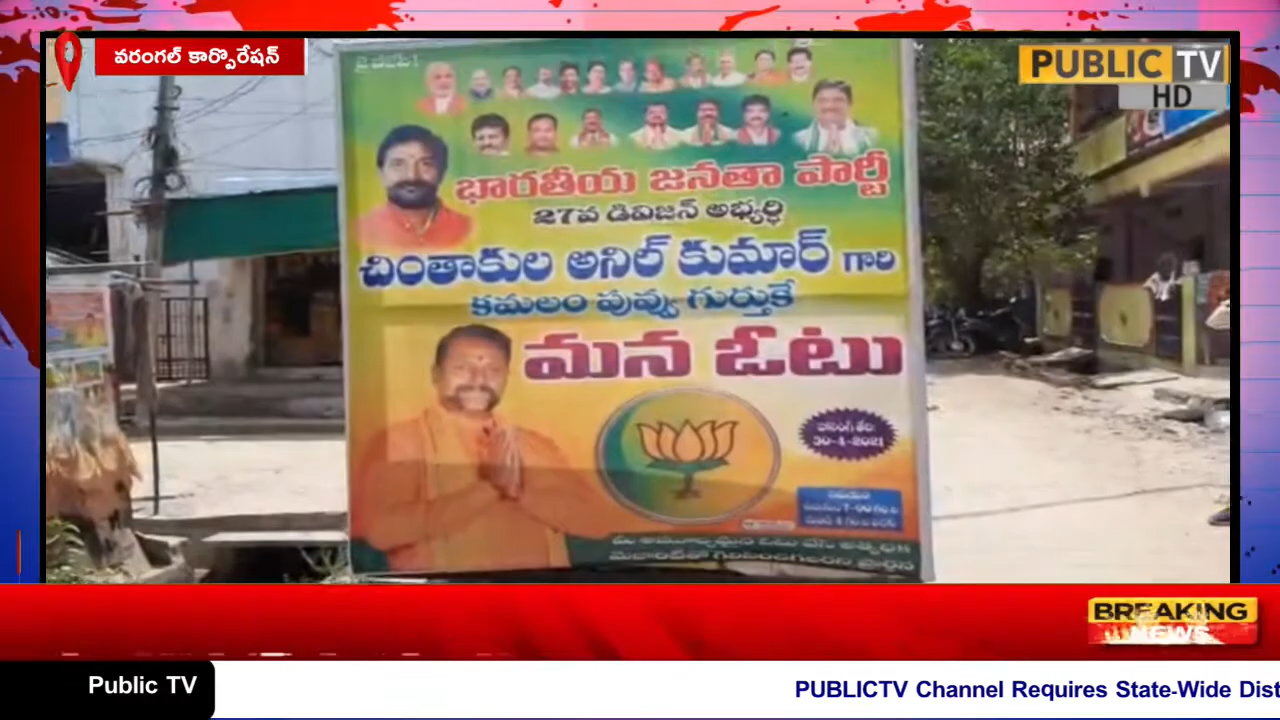 వరంగల్ కార్పొరేషన్
PUBLIC TV
HD
భారతీయ జనతా పార్టీ
27వ డివిజన్ అభ్యర్థి
చింతాకుల అనిల్ కుమార్ గారి
కమలం పువ్వు గుర్తుకే
మన ఓటు
పోలింగ్ తేది:
30-4-2021
BREAKING
NEWS
Public TV
PUBLICTV Channel Requires State-Wide Dist